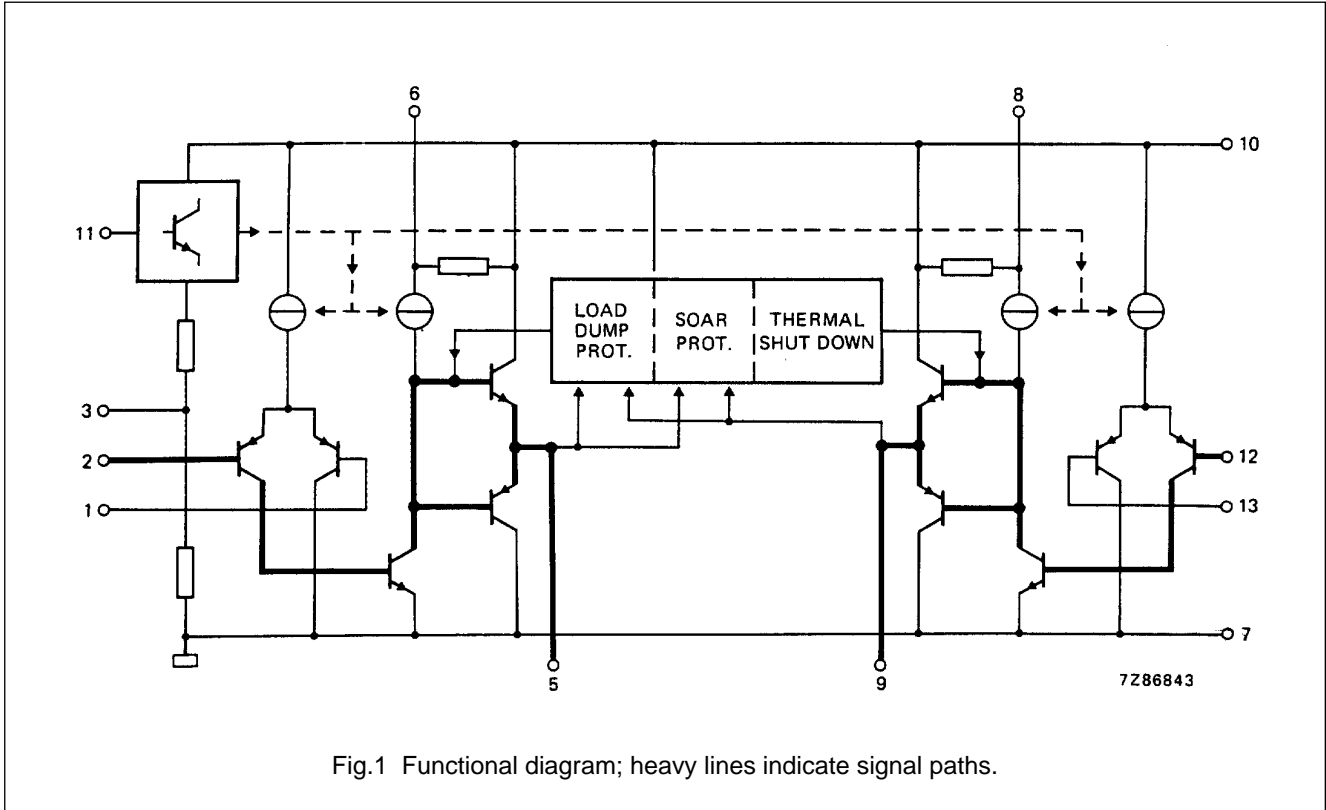 6
8
10
11
LOAD
DUMP
PROT.
SOAR
PROT.
THERMAL
SHUT DOWN
3
2
12
1
13
7
5
9
7Z86843
Fig.1 Functional diagram; heavy lines indicate signal paths.